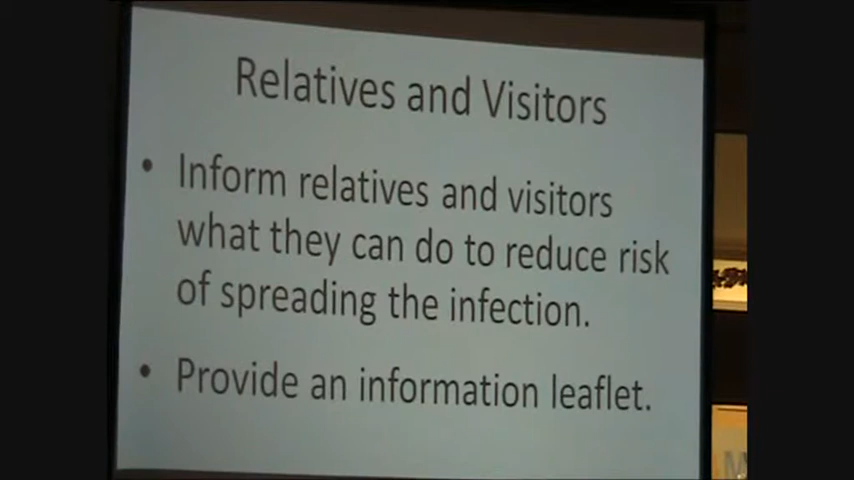 Relatives and Visitors
• Inform relatives and visitors
what they can do to reduce risk
of spreading the infection.
• Provide an information leaflet.